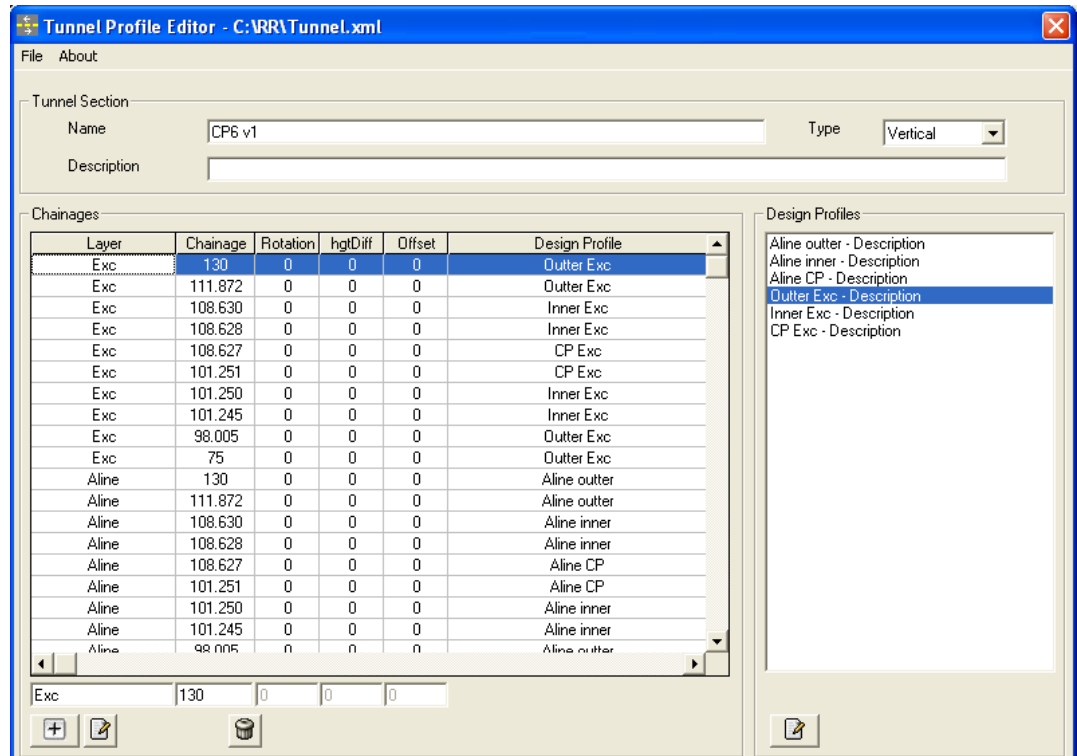 Tunnel Profile Editor - C:\RR\Tunnel.xml
File About
Tunnel Section
Name CP6 v1 Type Vertical
Description
Chainages
Layer Chainage Rotation hgtDiff Offset Design Profile
Exc 130 0 0 0 Outter Exc
Exc 111.872 0 0 0 Outter Exc
Exc 108.630 0 0 0 Inner Exc
Exc 108.628 0 0 0 Inner Exc
Exc 108.627 0 0 0 CP Exc
Exc 101.251 0 0 0 CP Exc
Exc 101.250 0 0 0 Inner Exc
Exc 101.245 0 0 0 Inner Exc
Exc 98.005 0 0 0 Outter Exc
Exc 75 0 0 0 Outter Exc
Aline 130 0 0 0 Aline outter
Aline 111.872 0 0 0 Aline outter
Aline 108.630 0 0 0 Aline inner
Aline 108.628 0 0 0 Aline inner
Aline 108.627 0 0 0 Aline CP
Aline 101.251 0 0 0 Aline CP
Aline 101.250 0 0 0 Aline inner
Aline 101.245 0 0 0 Aline inner
Aline 98.005 0 0 0 Aline outter
Exc 130 0 0 0
Design Profiles
Aline outter - Description
Aline inner - Description
Aline CP - Description
Outter Exc - Description
Inner Exc - Description
CP Exc - Description